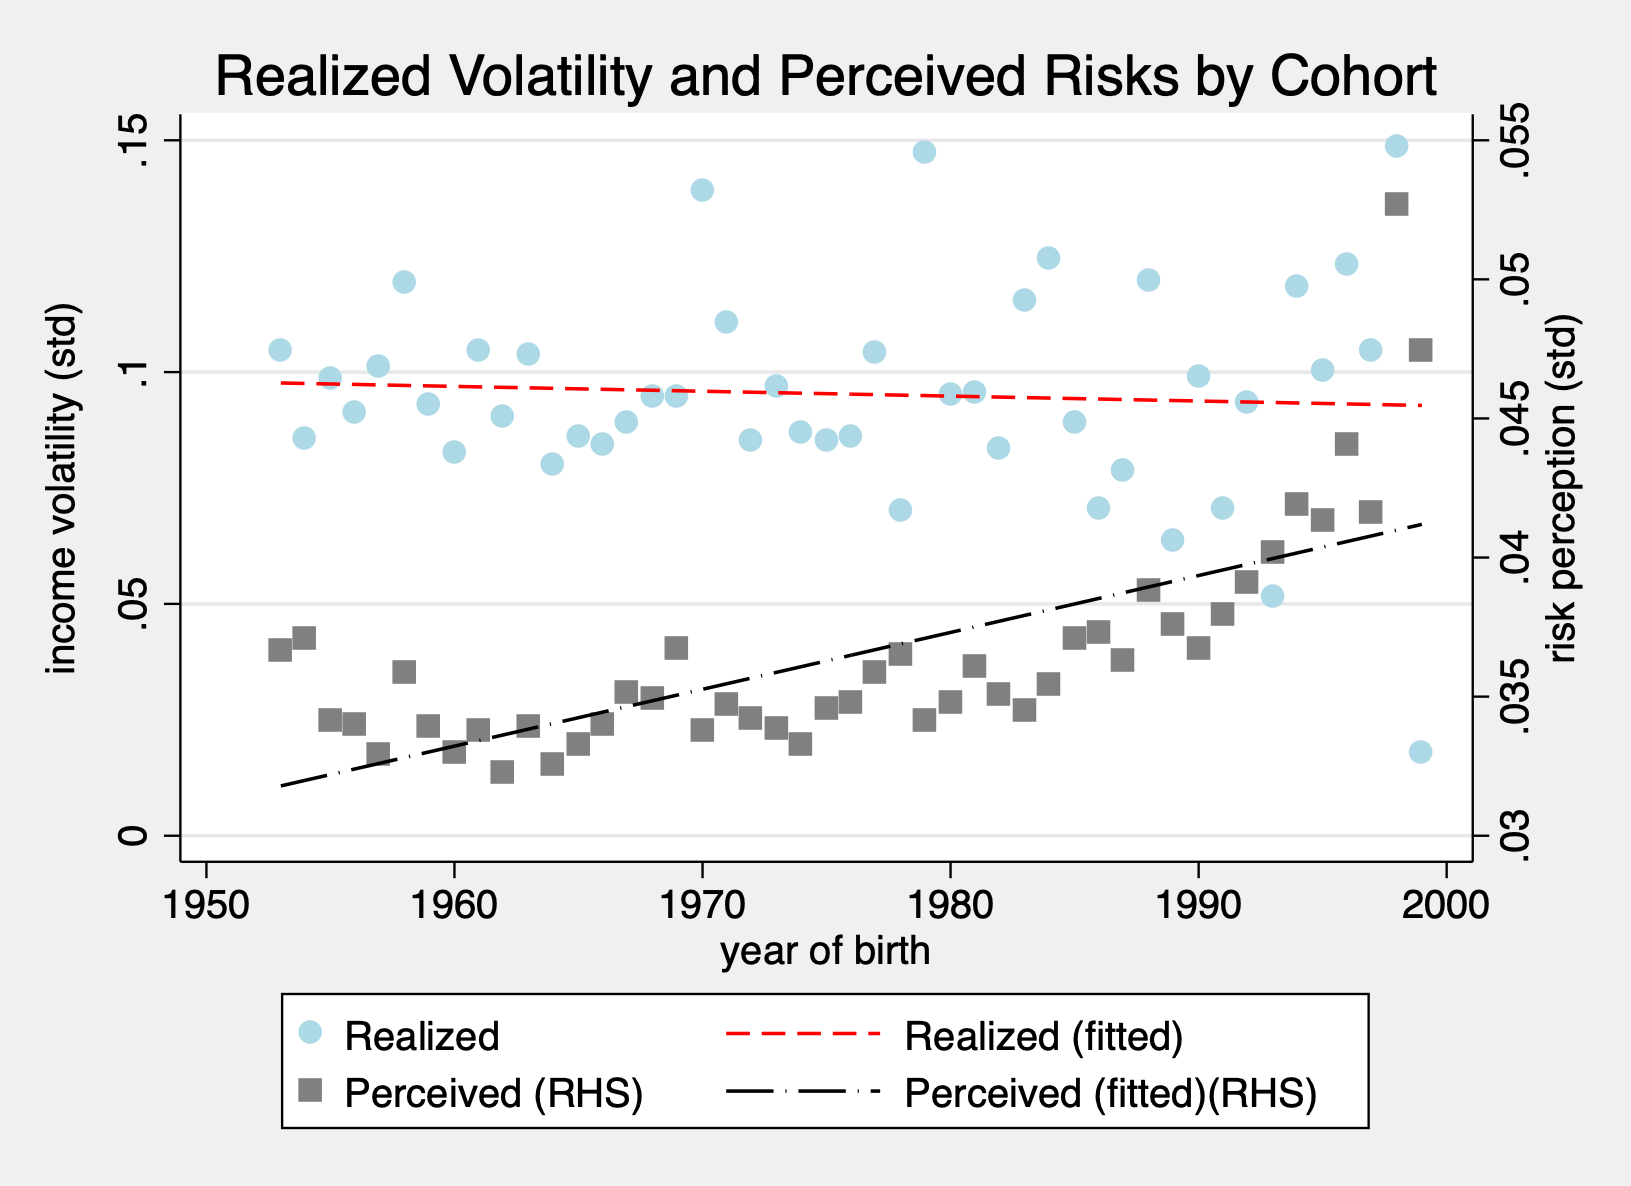 Realized Volatility and Perceived Risks by Cohort
income volatility (std)
.15
.1
.05
0
.055
.05
.045
.04
.035
.03
risk perception (std)
1950 1960 1970 1980 1990 2000
year of birth
Realized Realized (fitted)
Perceived (RHS) Perceived (fitted)(RHS)